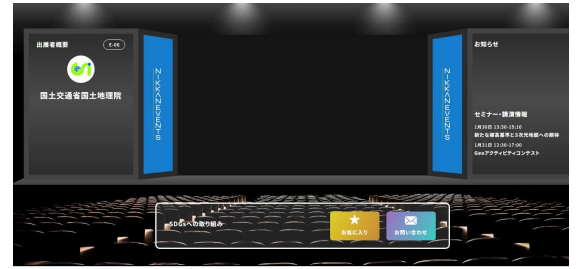 出展者概要
E-06
国土交通省国土地理院
NIKKANEVENTS
NIKKANEVENTS
お知らせ
セミナー・講演情報
1月30日 13:30-15:10
新たな標高基準と3次元地図への期待
1月31日 12:30-17:00
Geoアクティビティコンテスト
SDGsへの取り組み
お気に入り
お問い合わせ